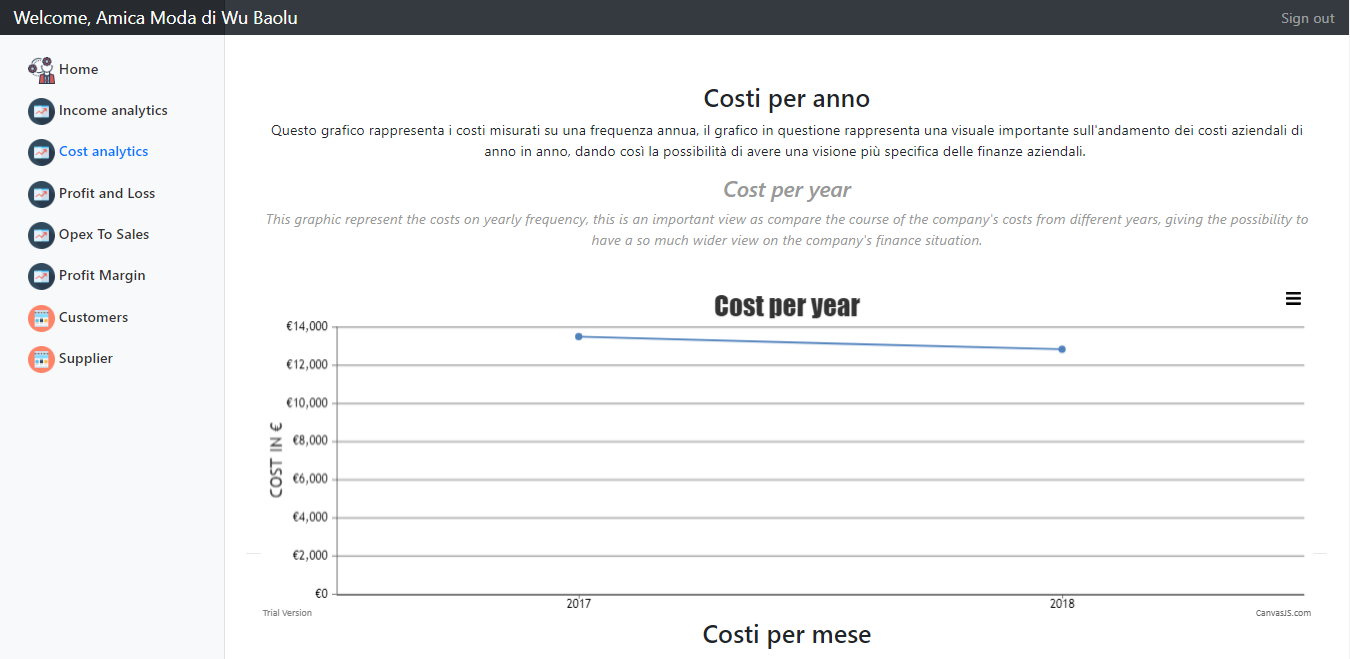 Welcome, Amica Moda di Wu Baolu
Sign out
Home
Income analytics
Cost analytics
Profit and Loss
Opex To Sales
Profit Margin
Customers
Supplier
Costi per anno
Questo grafico rappresenta i costi misurati su una frequenza annua, il grafico in questione rappresenta una visuale importante sull'andamento dei costi aziendali di
anno in anno, dando così la possibilità di avere una visione più specifica delle finanze aziendali.
Cost per year
This graphic represent the costs on yearly frequency, this is an important view as compare the course of the company's costs from different years, giving the possibility to
have a so much wider view on the company's finance situation.
Cost per year
€14,000
€12,000
€10,000
€8,000
€6,000
€4,000
€2,000
€0
COST IN €
2017
2018
Trial Version
CanvasJS.com
Costi per mese